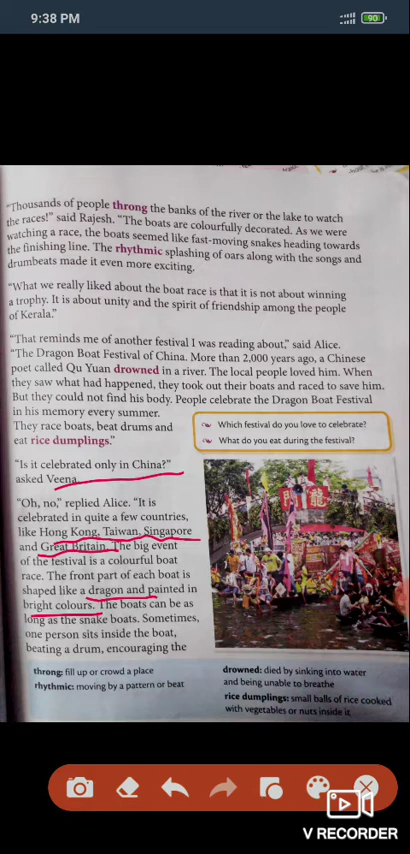 9:38 PM
90
"Thousands of people throng the banks of the river or the lake to watch
the races!" said Rajesh. "The boats are colourfully decorated. As we were
watching a race, the boats seemed like fast-moving snakes heading towards
the finishing line. The rhythmic splashing of oars along with the songs and
drumbeats made it even more exciting.
"What we really liked about the boat race is that it is not about winning
a trophy. It is about unity and the spirit of friendship among the people
of Kerala."
"That reminds me of another festival I was reading about," said Alice.
"The Dragon Boat Festival of China. More than 2,000 years ago, a Chinese
poet called Qu Yuan drowned in a river. The local people loved him. When
they saw what had happened, they took out their boats and raced to save him.
But they could not find his body. People celebrate the Dragon Boat Festival
in his memory every summer.
They race boats, beat drums and
eat rice dumplings."
Which festival do you love to celebrate?
What do you eat during the festival?
"Is it celebrated only in China?"
asked Veena.
"Oh, no," replied Alice. "It is
celebrated in quite a few countries,
like Hong Kong, Taiwan, Singapore
and Great Britain. The big event
of the festival is a colourful boat
race. The front part of each boat is
shaped like a dragon and painted in
bright colours. The boats can be as
long as the snake boats. Sometimes,
one person sits inside the boat,
beating a drum, encouraging the
throng: fill up or crowd a place
rhythmic: moving by a pattern or beat
drowned: died by sinking into water
and being unable to breathe
rice dumplings: small balls of rice cooked
with vegetables or nuts inside it
V RECORDER